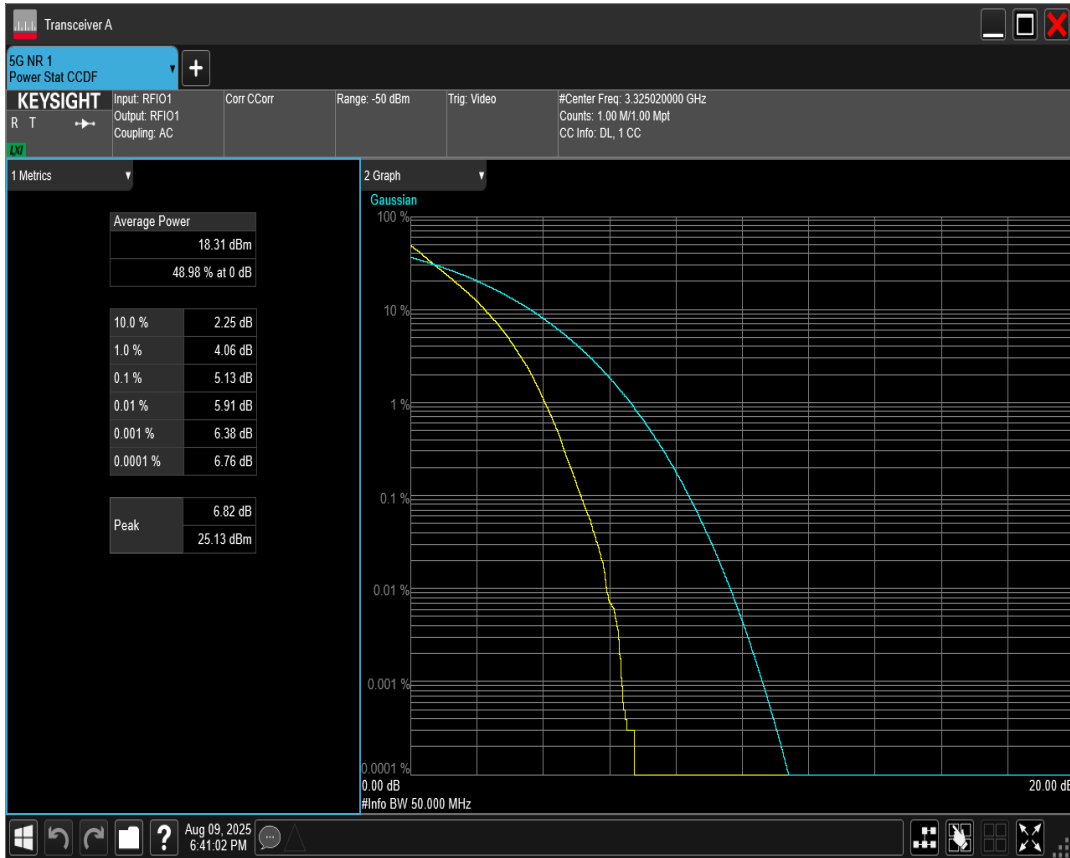 Transceiver A
5G NR 1
Power Stat CCDF
+
KEYSIGHT
R T
LXI
Input: RFIO1
Output: RFIO1
Coupling: AC
Corr CCorr
Range: -50 dBm
Trig: Video
#Center Freq: 3.325020000 GHz
Counts: 1.00 M/1.00 Mpt
CC Info: DL, 1 CC
1 Metrics
Average Power
18.31 dBm
48.98 % at 0 dB
10.0 % 2.25 dB
1.0 % 4.06 dB
0.1 % 5.13 dB
0.01 % 5.91 dB
0.001 % 6.38 dB
0.0001 % 6.76 dB
Peak
6.82 dB
25.13 dBm
2 Graph
Gaussian
100 %
10 %
1 %
0.1 %
0.01 %
0.001 %
0.0001 %
0.00 dB
20.00 dB
#Info BW 50.000 MHz
?
Aug 09, 2025
6:41:02 PM